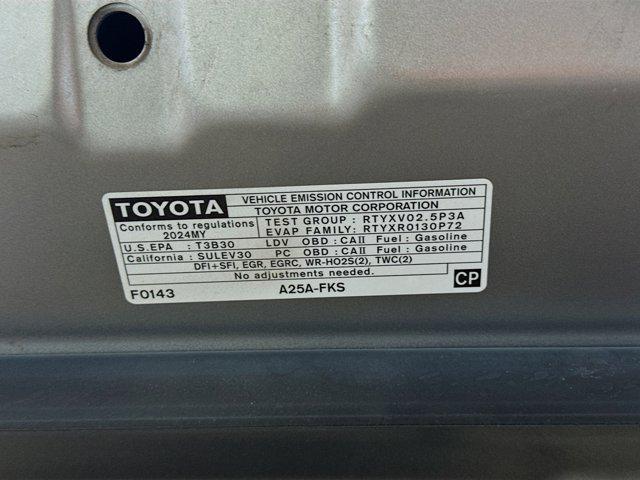 TOYOTA
VEHICLE EMISSION CONTROL INFORMATION
TOYOTA MOTOR CORPORATION
Conforms to regulations
2024MY
TEST GROUP : RTYXV02.5P3A
EVAP FAMILY: RTYXR0130P72
U.S.EPA : T3B30 LDV OBD : CAII Fuel : Gasoline
California : SULEV30 PC OBD : CAII Fuel : Gasoline
DFI+SFI, EGR, EGRC, WR-HO2S(2), TWC(2)
No adjustments needed.
F0143 A25A-FKS CP